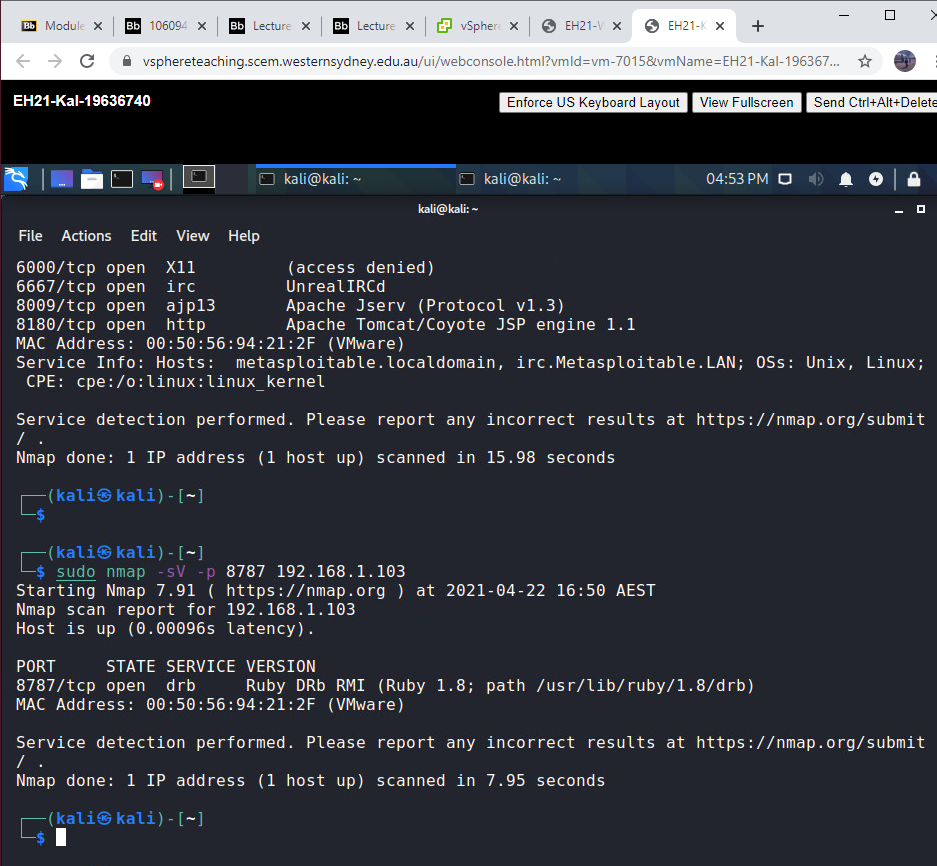 Module
106094
Lecture
Lecture
vSphere
EH21-V
EH21-K
vsphereteaching.scem.westernsydney.edu.au/ui/webconsole.html?vmId=vm-7015&vmName=EH21-Kal-196367...
EH21-Kal-19636740
Enforce US Keyboard Layout
View Fullscreen
Send Ctrl+Alt+Delete
kali@kali: ~
kali@kali: ~
04:53 PM
kali@kali: ~
File Actions Edit View Help
6000/tcp open  X11         (access denied)
6667/tcp open  irc         UnrealIRCd
8009/tcp open  ajp13       Apache Jserv (Protocol v1.3)
8180/tcp open  http        Apache Tomcat/Coyote JSP engine 1.1
MAC Address: 00:50:56:94:21:2F (VMware)
Service Info: Hosts:  metasploitable.localdomain, irc.Metasploitable.LAN; OSs: Unix, Linux;
 CPE: cpe:/o:linux:linux_kernel
Service detection performed. Please report any incorrect results at https://nmap.org/submit
/ .
Nmap done: 1 IP address (1 host up) scanned in 15.98 seconds
┌──(kali㉿kali)-[~]
└─$
┌──(kali㉿kali)-[~]
└─$ sudo nmap -sV -p 8787 192.168.1.103
Starting Nmap 7.91 ( https://nmap.org ) at 2021-04-22 16:50 AEST
Nmap scan report for 192.168.1.103
Host is up (0.00096s latency).
PORT     STATE SERVICE VERSION
8787/tcp open  drb     Ruby DRb RMI (Ruby 1.8; path /usr/lib/ruby/1.8/drb)
MAC Address: 00:50:56:94:21:2F (VMware)
Service detection performed. Please report any incorrect results at https://nmap.org/submit
/ .
Nmap done: 1 IP address (1 host up) scanned in 7.95 seconds
┌──(kali㉿kali)-[~]
└─$